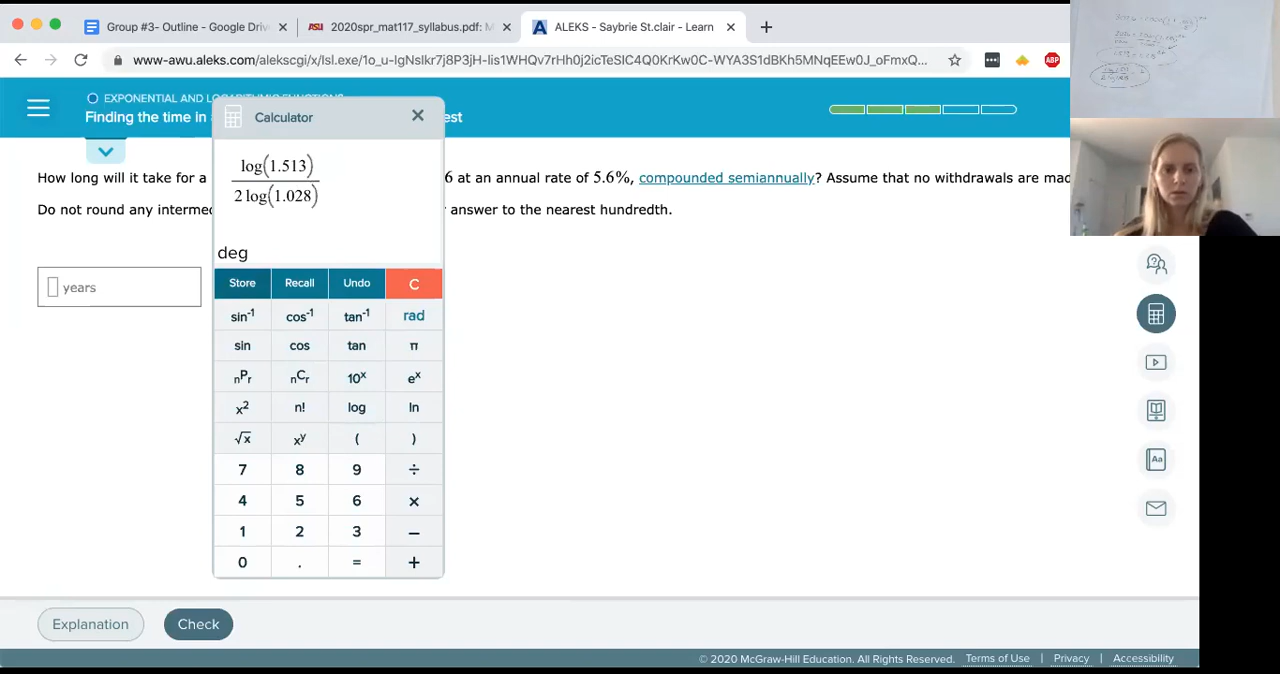 Group #3- Outline - Google Driv
2020spr_mat117_syllabus.pdf: M
ALEKS - Saybrie St.clair - Learn
www-awu.aleks.com/alekscgi/x/Isl.exe/1o_u-IgNslkr7j8P3jH-lis1WHQv7rHh0j2icTeSIC4Q0KrKw0C-WYA3S1dBKh5MNqEEw0J_oFmxQ...
ABP
EXPONENTIAL AND LOGARITHMIC FUNCTIONS
Finding the time in
est
Calculator
log(1.513)
2 log(1.028)
deg
How long will it take for a
6 at an annual rate of 5.6%, compounded semiannually? Assume that no withdrawals are mad
Do not round any intermed
answer to the nearest hundredth.
years
Store Recall Undo C
sin-1 cos-1 tan-1 rad
sin cos tan π
nPr nCr 10x ex
x2 n! log ln
√x xy ( )
7 8 9 ÷
4 5 6 ×
1 2 3 −
0 . = +
Aa
Explanation
Check
© 2020 McGraw-Hill Education. All Rights Reserved. Terms of Use | Privacy | Accessibility